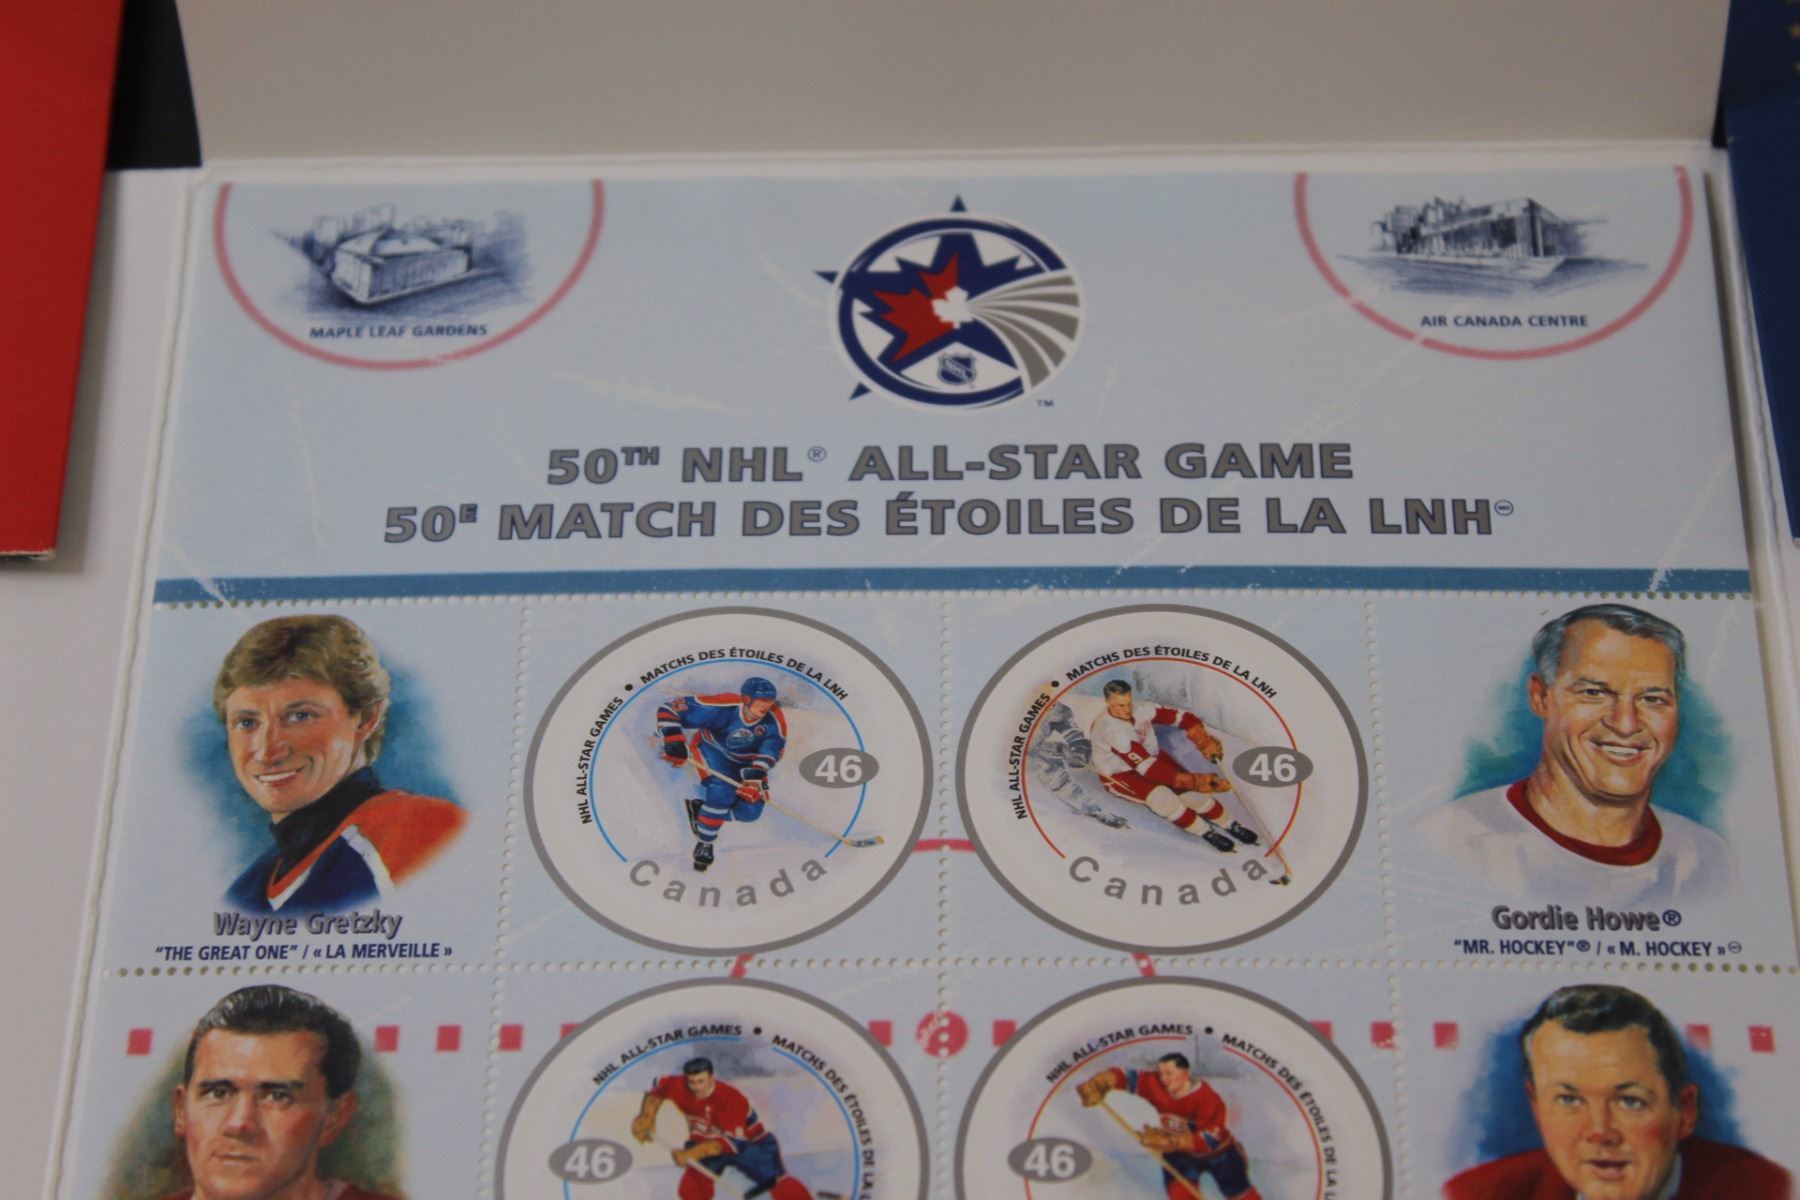 MAPLE LEAF GARDENS
NHL
™
AIR CANADA CENTRE
50TH NHL® ALL-STAR GAME
50E MATCH DES ÉTOILES DE LA LNH MD
Wayne Gretzky
"THE GREAT ONE" / « LA MERVEILLE »
NHL ALL-STAR GAMES • MATCHS DES ÉTOILES DE LA LNH
46
Canada
NHL ALL-STAR GAMES • MATCHS DES ÉTOILES DE LA LNH
46
Canada
Gordie Howe®
"MR. HOCKEY"® / « M. HOCKEY »
NHL ALL-STAR GAMES • MATCHS DES ÉTOILES DE LA
46
NHL ALL-STAR GAMES • MATCHS DES ÉTOILES DE LA
46